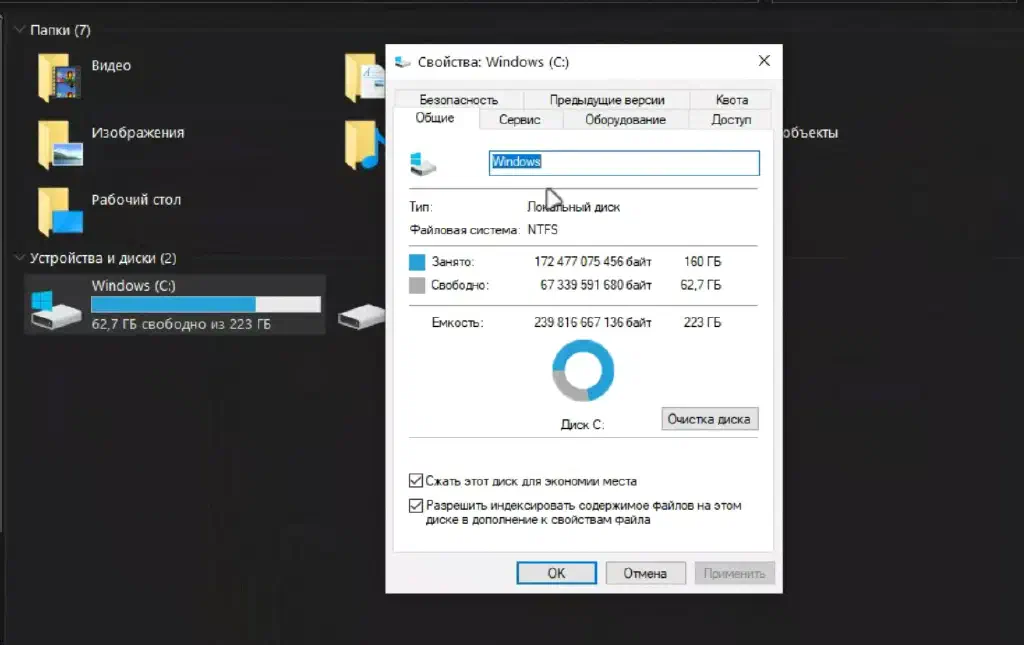 Папки (7)
Видео
Изображения
объекты
Рабочий стол
Устройства и диски (2)
Windows (C:)
62,7 ГБ свободно из 223 ГБ
Свойства: Windows (C:)
Безопасность Предыдущие версии Квота
Общие Сервис Оборудование Доступ
Windows
Тип: Локальный диск
Файловая система: NTFS
Занято: 172 477 075 456 байт 160 ГБ
Свободно: 67 339 591 680 байт 62,7 ГБ
Емкость: 239 816 667 136 байт 223 ГБ
Диск C:
Очистка диска
Сжать этот диск для экономии места
Разрешить индексировать содержимое файлов на этом
диске в дополнение к свойствам файла
OK Отмена Применить